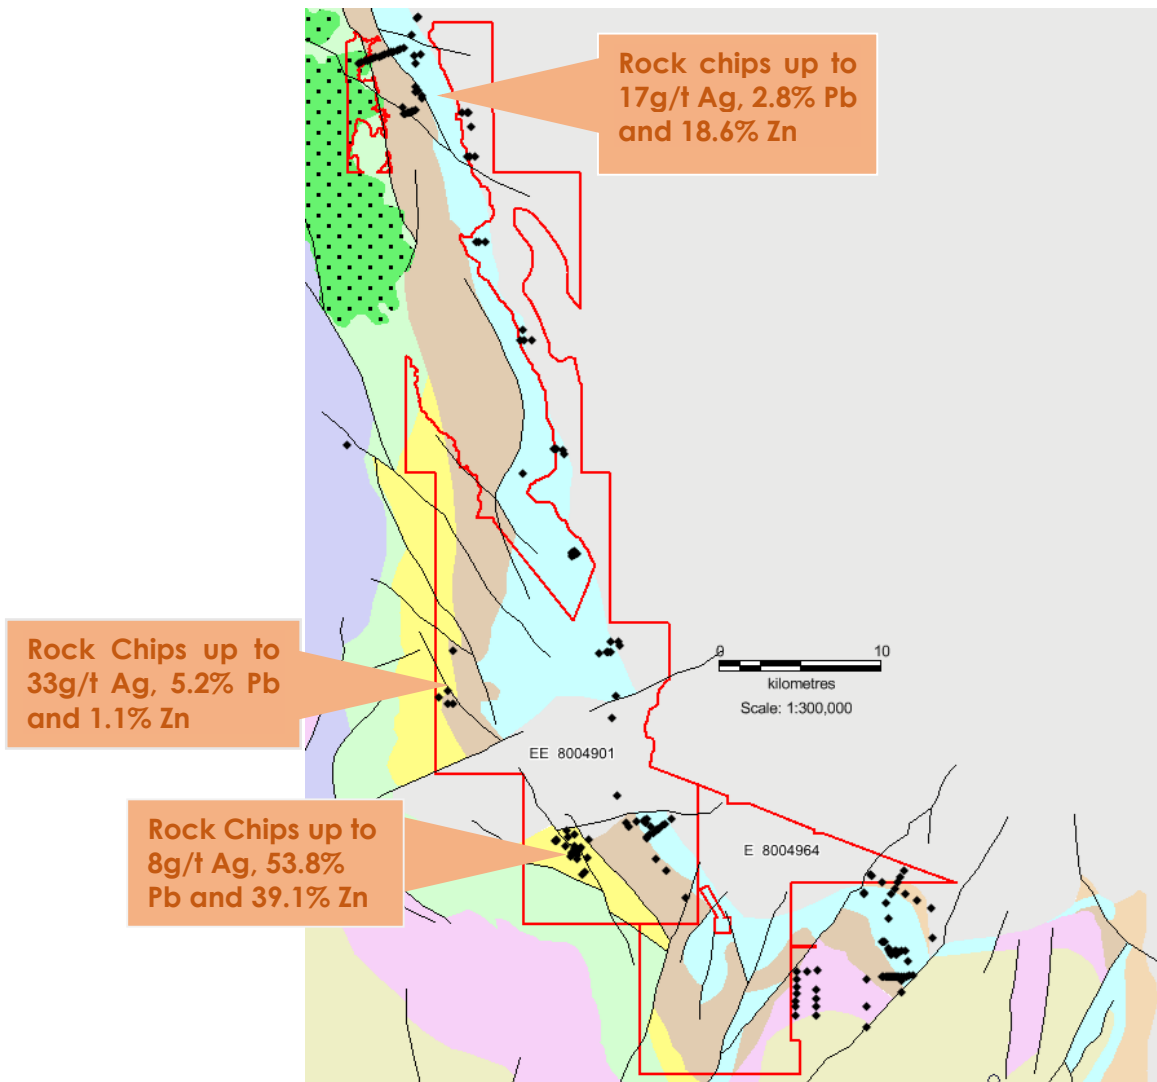 Rock chips up to
17g/t Ag, 2.8% Pb
and 18.6% Zn
Rock Chips up to
33g/t Ag, 5.2% Pb
and 1.1% Zn
0 10
kilometres
Scale: 1:300,000
EE 8004901
Rock Chips up to
8g/t Ag, 53.8%
Pb and 39.1% Zn
E 8004964